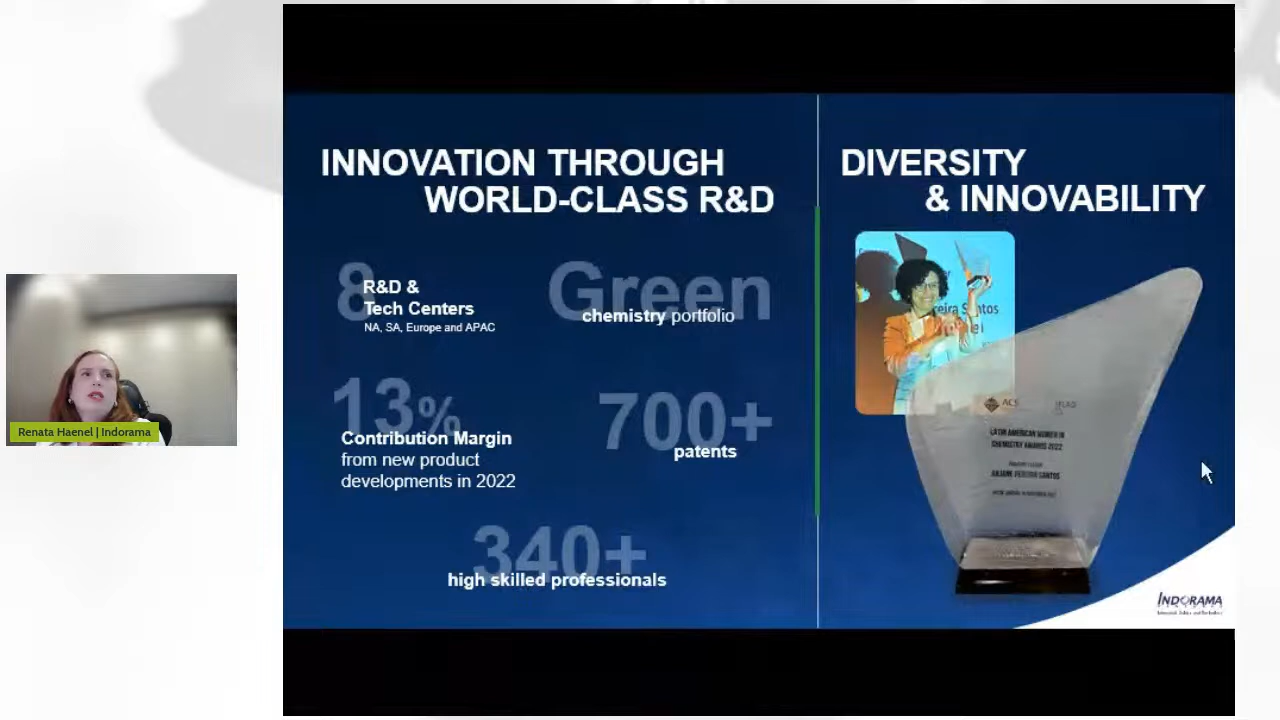 INNOVATION THROUGH
WORLD-CLASS R&D
8
R&D &
Tech Centers
NA, SA, Europe and APAC
Green
chemistry portfolio
13%
Contribution Margin
from new product
developments in 2022
700+
patents
340+
high skilled professionals
DIVERSITY
& INNOVABILITY
Santos
ACS
LATIN AMERICAN WOMEN IN
CHEMISTRY AWARDS 2022
INDORAMA
Renata Haenel | Indorama